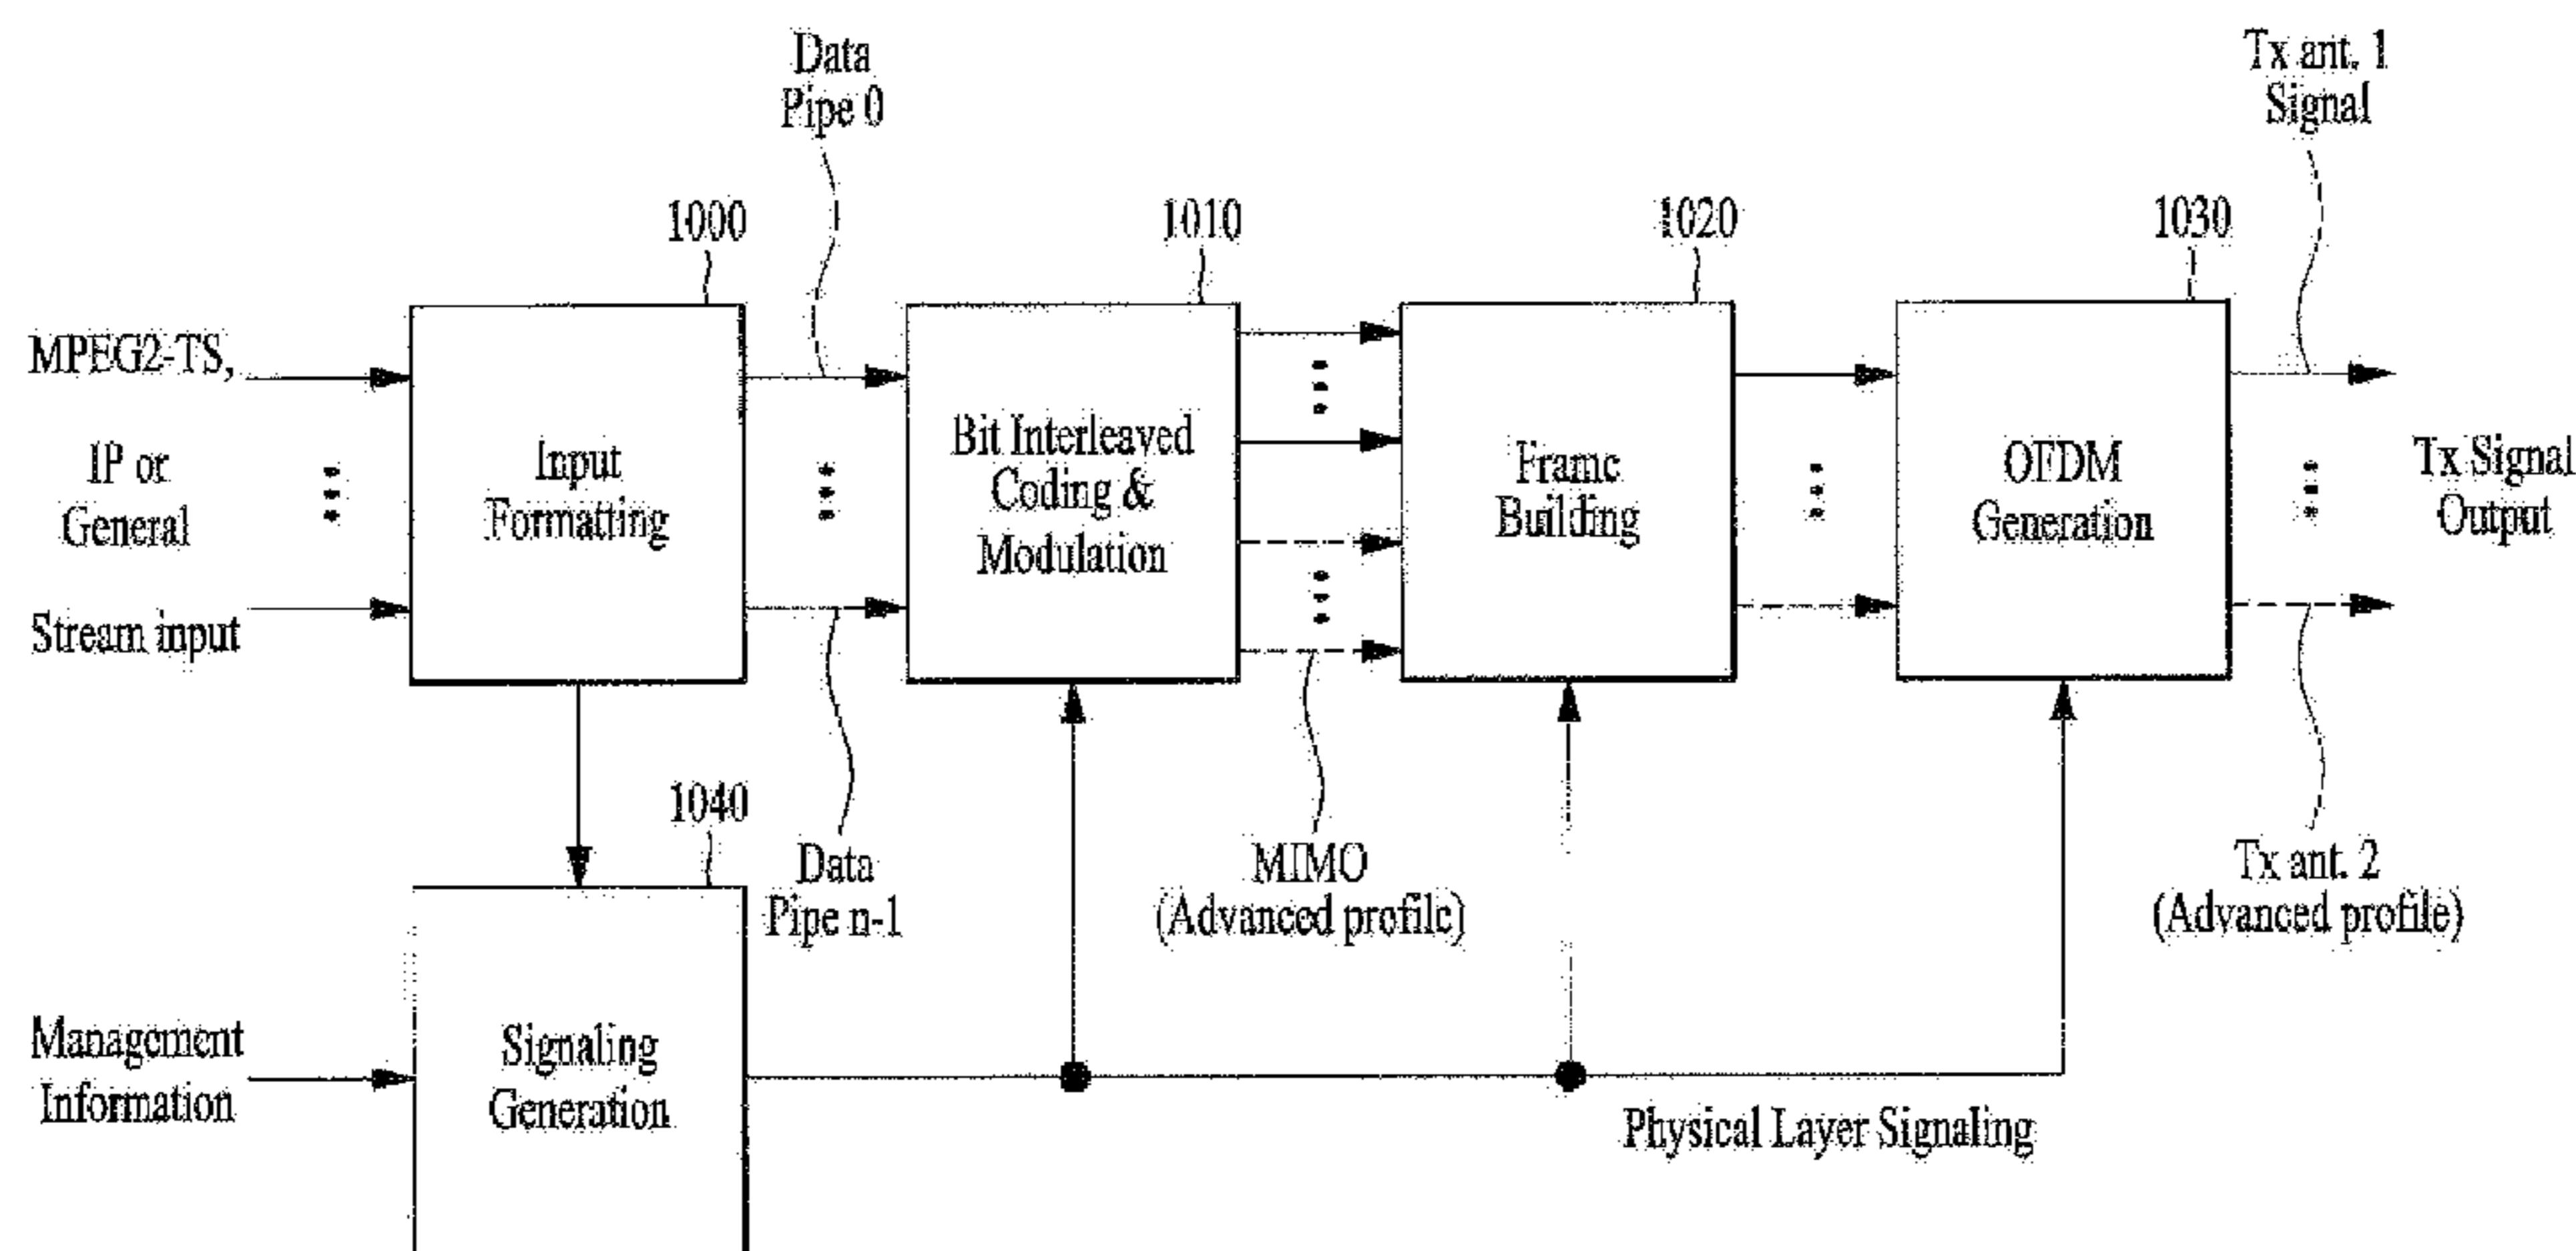 Data
Pipe 0
Tx ant. 1
Signal
1000
1010
1020
1030
MPEG2-TS,
IP or
General
Stream input
Input
Formatting
Bit Interleaved
Coding &
Modulation
Frame
Building
OFDM
Generation
Tx Signal
Output
1040
Data
Pipe n-1
MIMO
(Advanced profile)
Tx ant. 2
(Advanced profile)
Management
Information
Signaling
Generation
Physical Layer Signaling